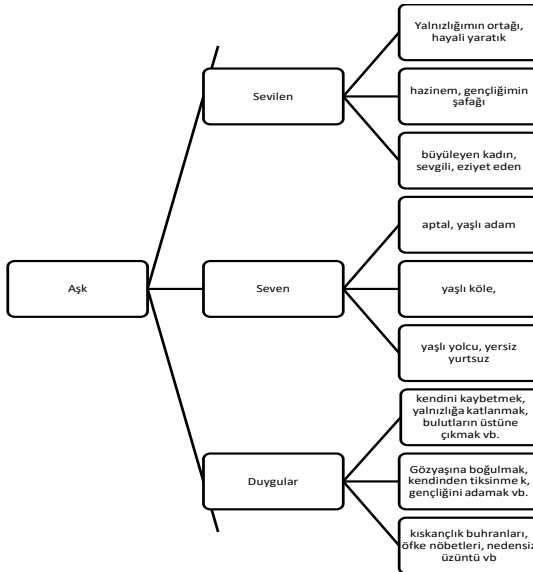 Aşk
Sevilen
Yalnızlığımın ortağı,
hayali yaratık
hazinem, gençliğimin
şafağı
büyüleyen kadın,
sevgili, eziyet eden
Seven
aptal, yaşlı adam
yaşlı köle,
yaşlı yolcu, yersiz
yurtsuz
Duygular
kendini kaybetmek,
yalnızlığa katlanmak,
bulutların üstüne
çıkmak vb.
Gözyaşına boğulmak,
kendinden tiksinme k,
gençliğini adamak vb.
kıskançlık buhranları,
öfke nöbetleri, nedensiz
üzüntü vb